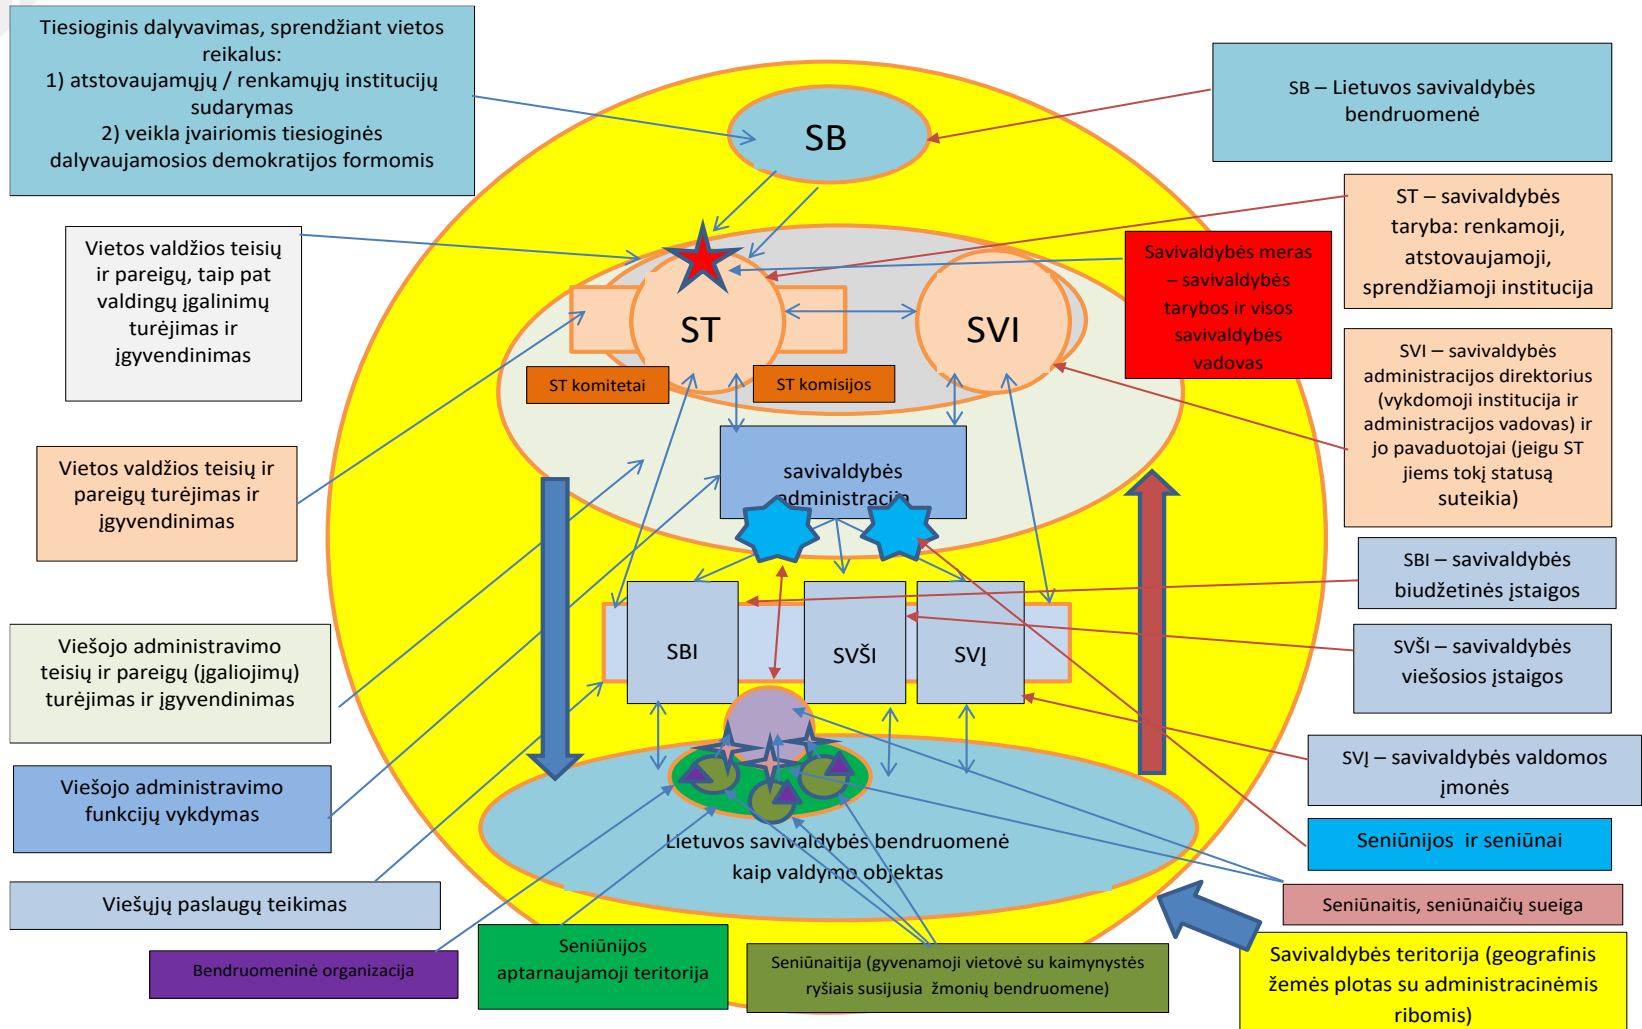 Tiesioginis dalyvavimas, sprendžiant vietos
reikalus:
1) atstovaujamųjų / renkamųjų institucijų
sudarymas
2) veikla įvairiomis tiesioginės
dalyvaujamosios demokratijos formomis
SB
SB – Lietuvos savivaldybės
bendruomenė
Vietos valdžios teisių
ir pareigų, taip pat
valdingų įgalinimų
turėjimas ir
įgyvendinimas
ST – savivaldybės
taryba: renkamoji,
atstovaujamoji,
sprendžiamoji institucija
Savivaldybės meras
– savivaldybės
tarybos ir visos
savivaldybės
vadovas
ST
SVI
ST komitetai
ST komisijos
SVI – savivaldybės
administracijos direktorius
(vykdomoji institucija ir
administracijos vadovas) ir
jo pavaduotojai (jeigu ST
jiems tokį statusą
suteikia)
Vietos valdžios teisių ir
pareigų turėjimas ir
įgyvendinimas
savivaldybės
administracija
SBI – savivaldybės
biudžetinės įstaigos
Viešojo administravimo
teisių ir pareigų (įgaliojimų)
turėjimas ir įgyvendinimas
SBI
SVŠI
SVĮ
SVŠI – savivaldybės
viešosios įstaigos
SVĮ – savivaldybės valdomos
įmonės
Viešojo administravimo
funkcijų vykdymas
Lietuvos savivaldybės bendruomenė
kaip valdymo objektas
Seniūnijos ir seniūnai
Viešųjų paslaugų teikimas
Seniūnaitis, seniūnaičių sueiga
Bendruomeninė organizacija
Seniūnijos
aptarnaujamoji teritorija
Seniūnaitija (gyvenamoji vietovė su kaimynystės
ryšiais susijusia žmonių bendruomene)
Savivaldybės teritorija (geografinis
žemės plotas su administracinėmis
ribomis)